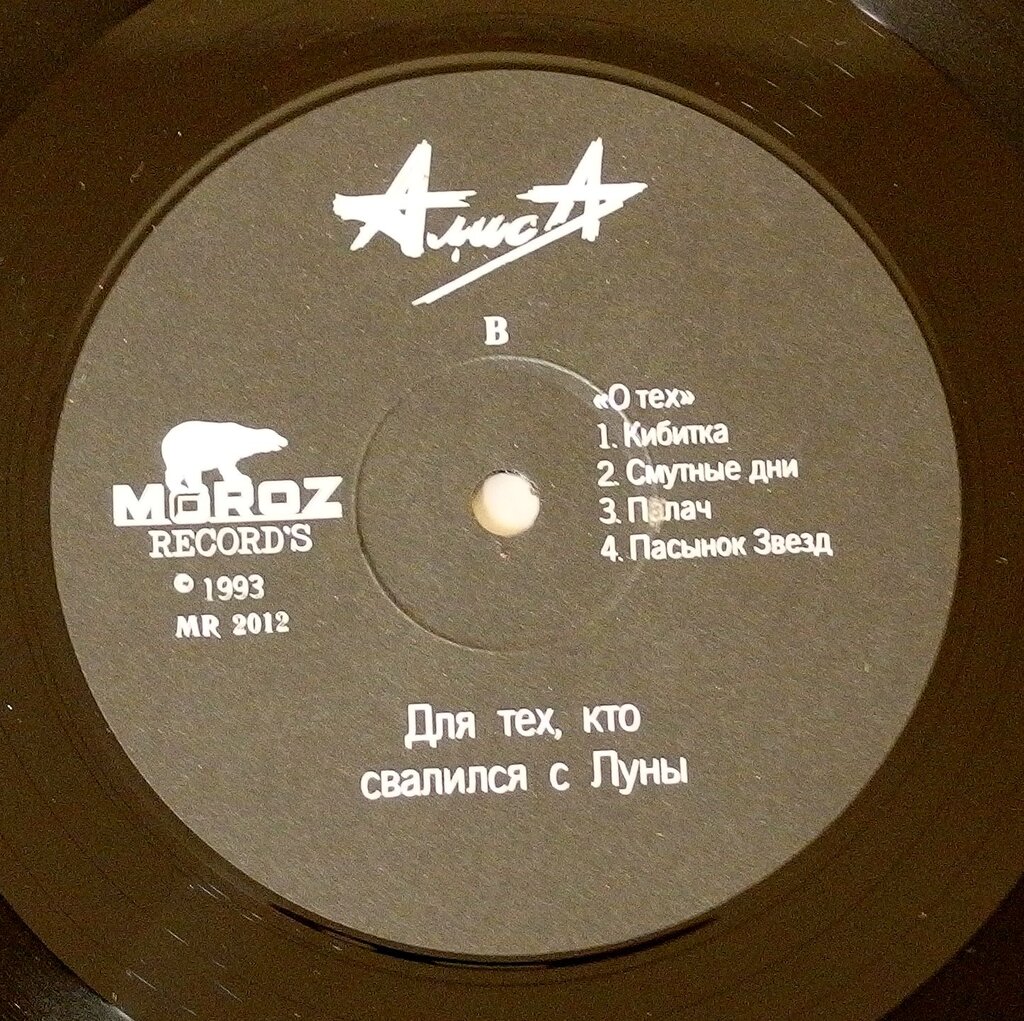 АлисА
B
«О тех»
1. Кибитка
2. Смутные дни
3. Палач
4. Пасынок Звезд
MOROZ
RECORD'S
© 1993
MR 2012
Для тех, кто
свалился с Луны